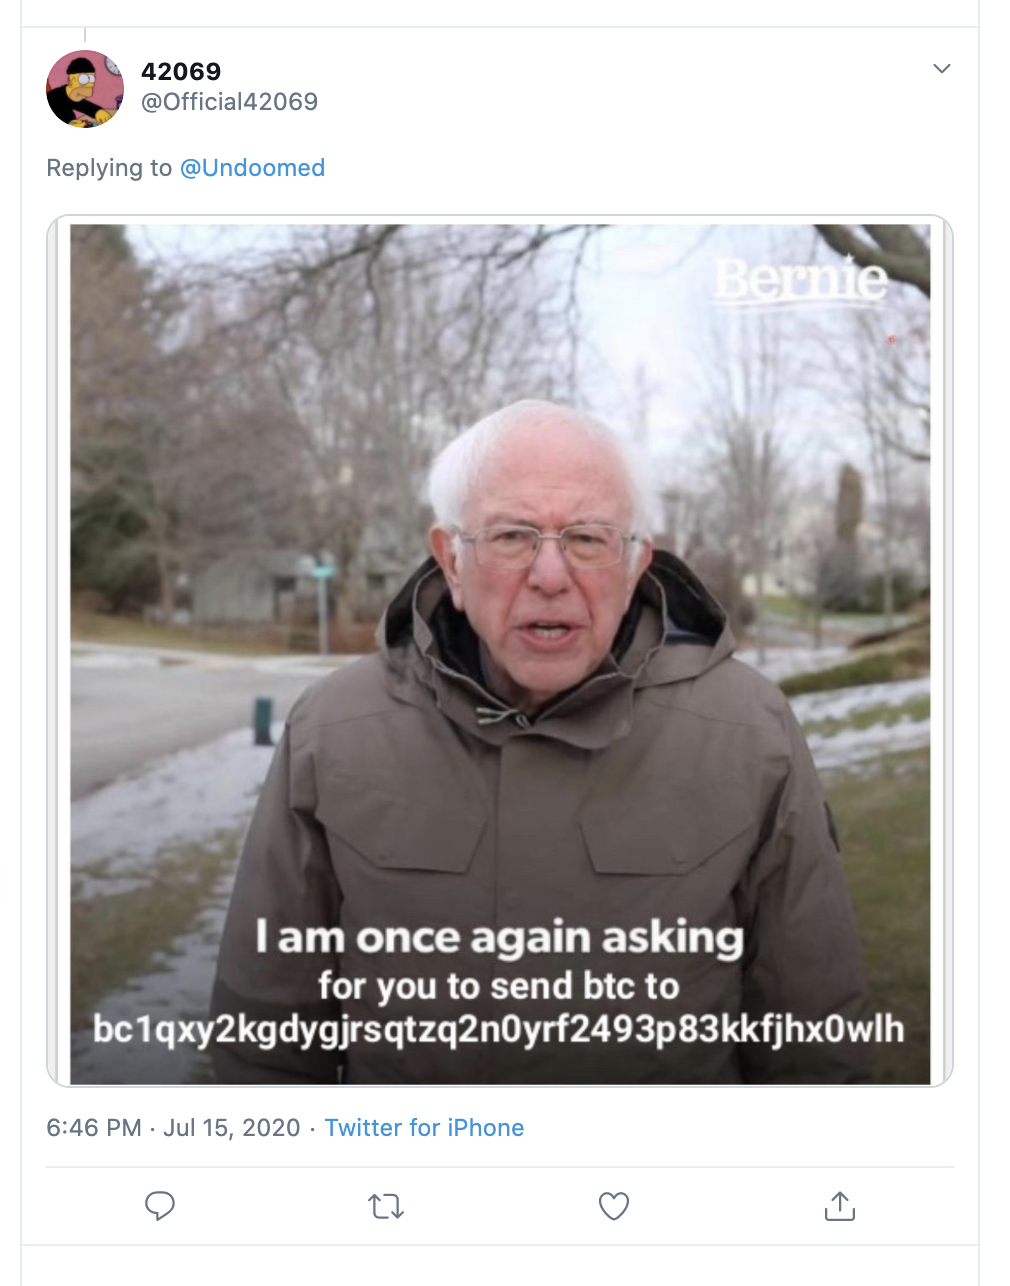 42069
@Official42069
Replying to @Undoomed
Bernie
I am once again asking
for you to send btc to
bc1qxy2kgdygjrsqtzq2n0yrf2493p83kkfjhx0wlh
6:46 PM · Jul 15, 2020 · Twitter for iPhone